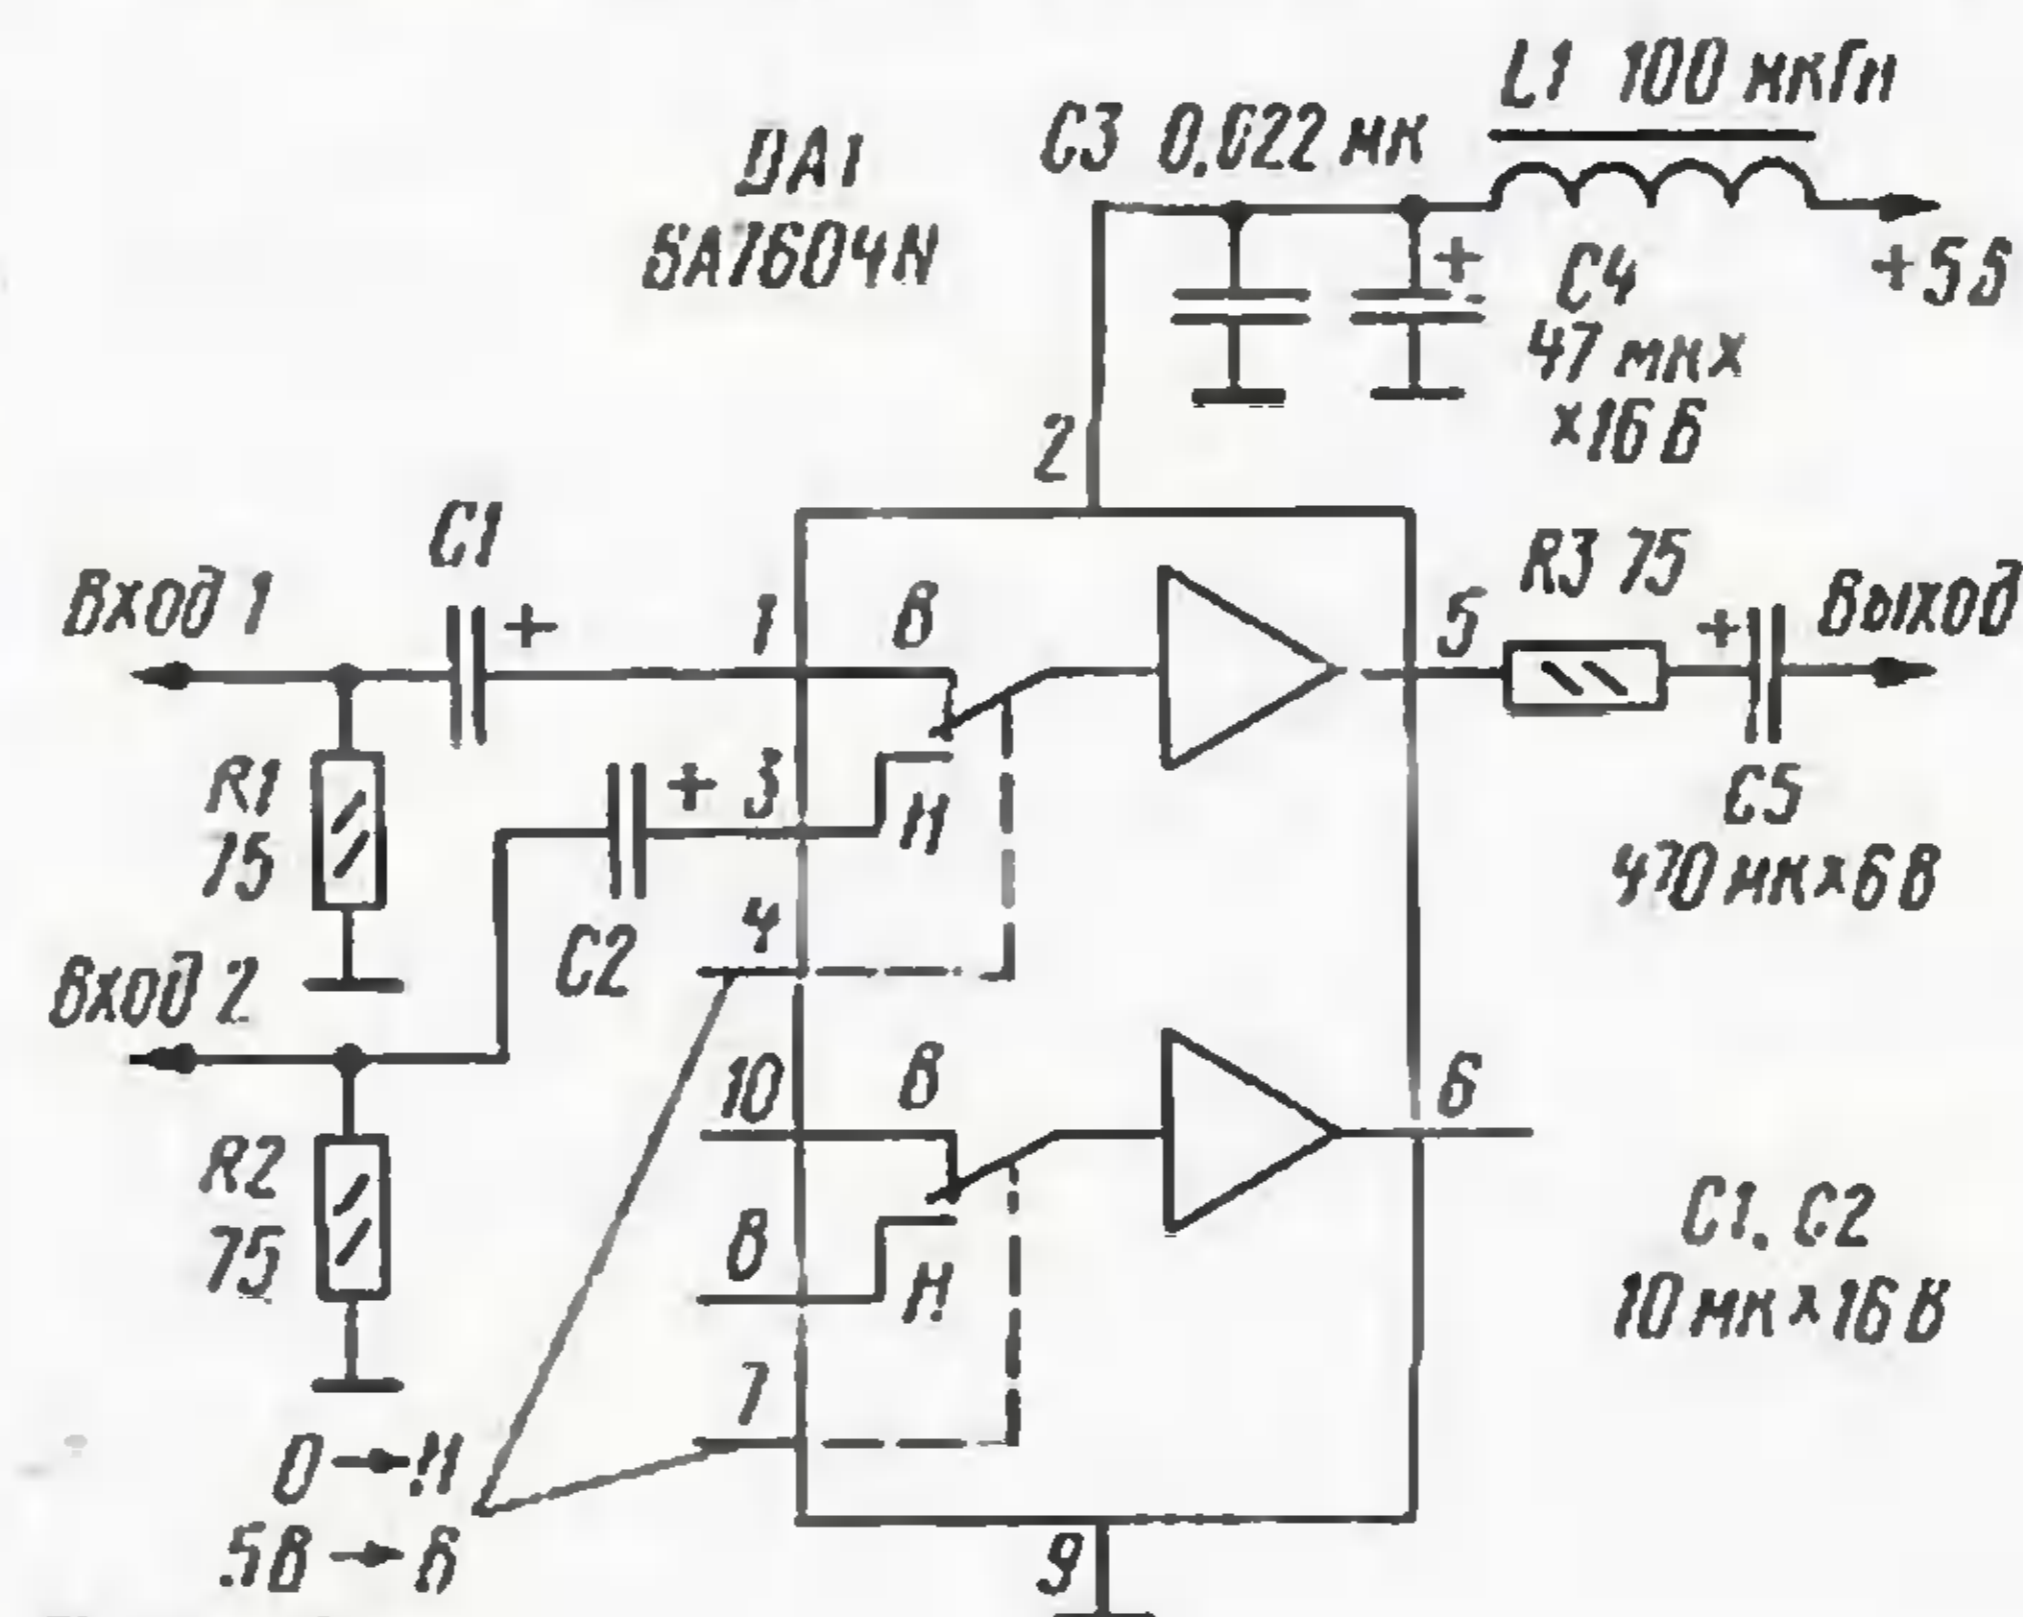 L1 100 мкГн
C3 0,022 мк
DA1
БА7604N
+5В
C4
47 мк×
×16 В
2
C1
R3 75
Вход 1
1
В
5
Выход
R1
75
3
Н
C5
470 мк×6 В
4
C2
Вход 2
10
В
6
R2
75
8
Н
C1, C2
10 мк×16 В
7
0→Н
5В→В
9
+
+
+
+